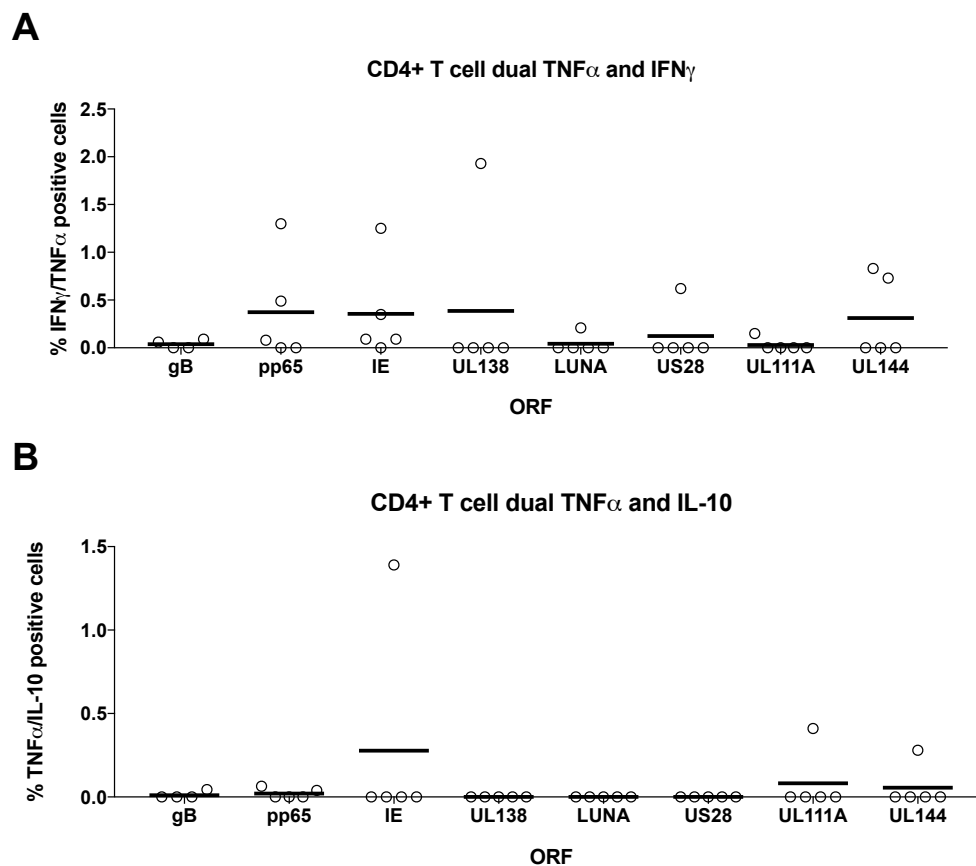 A
CD4+ T cell dual TNFα and IFNγ
% IFNγ/TNFα positive cells
2.5
2.0
1.5
1.0
0.5
0.0
gB pp65 IE UL138 LUNA US28 UL111A UL144
ORF
B
CD4+ T cell dual TNFα and IL-10
% TNFα/IL-10 positive cells
1.5
1.0
0.5
0.0
gB pp65 IE UL138 LUNA US28 UL111A UL144
ORF